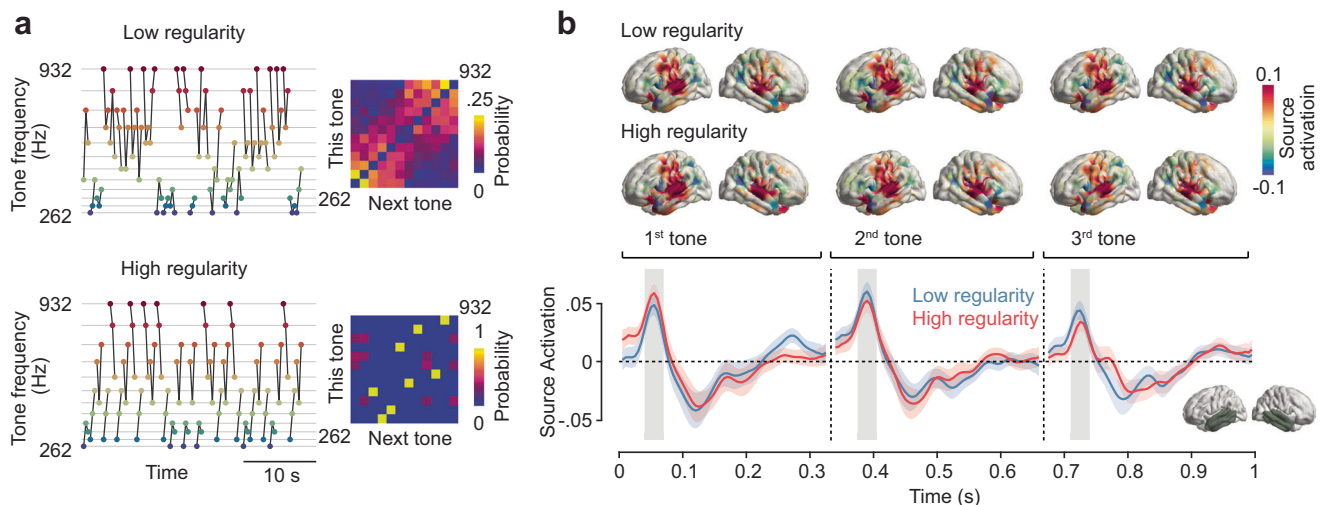 a
Low regularity
932
Tone frequency
(Hz)
262
932
This tone
262
Next tone
.25
0
Probability
High regularity
932
Tone frequency
(Hz)
262
Time
10 s
932
This tone
262
Next tone
1
0
Probability
b
Low regularity
High regularity
0.1
-0.1
Source
activatioin
1st tone
2nd tone
3rd tone
Low regularity
High regularity
Source Activation
.05
0
-.05
0
0.1
0.2
0.3
0.4
0.5
0.6
0.7
0.8
0.9
1
Time (s)